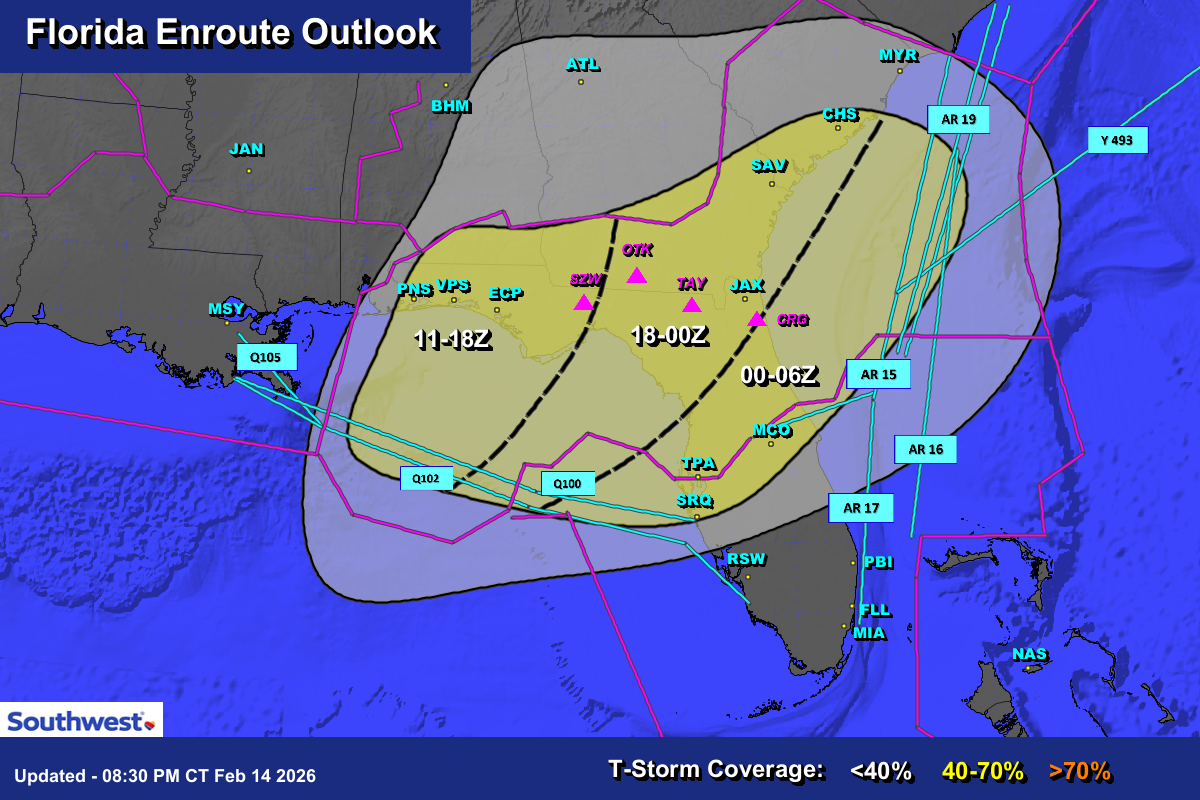 Florida Enroute Outlook
ATL
MYR
BHM
CHS
AR 19
Y 493
JAN
SAV
OTK
SZW
TAY
PNS
VPS
ECP
JAX
MSY
CRG
11-18Z
18-00Z
Q105
00-06Z
AR 15
MCO
AR 16
TPA
Q102
Q100
SRQ
AR 17
RSW
PBI
FLL
MIA
NAS
Southwest
Updated - 08:30 PM CT Feb 14 2026
T-Storm Coverage: <40% 40-70% >70%